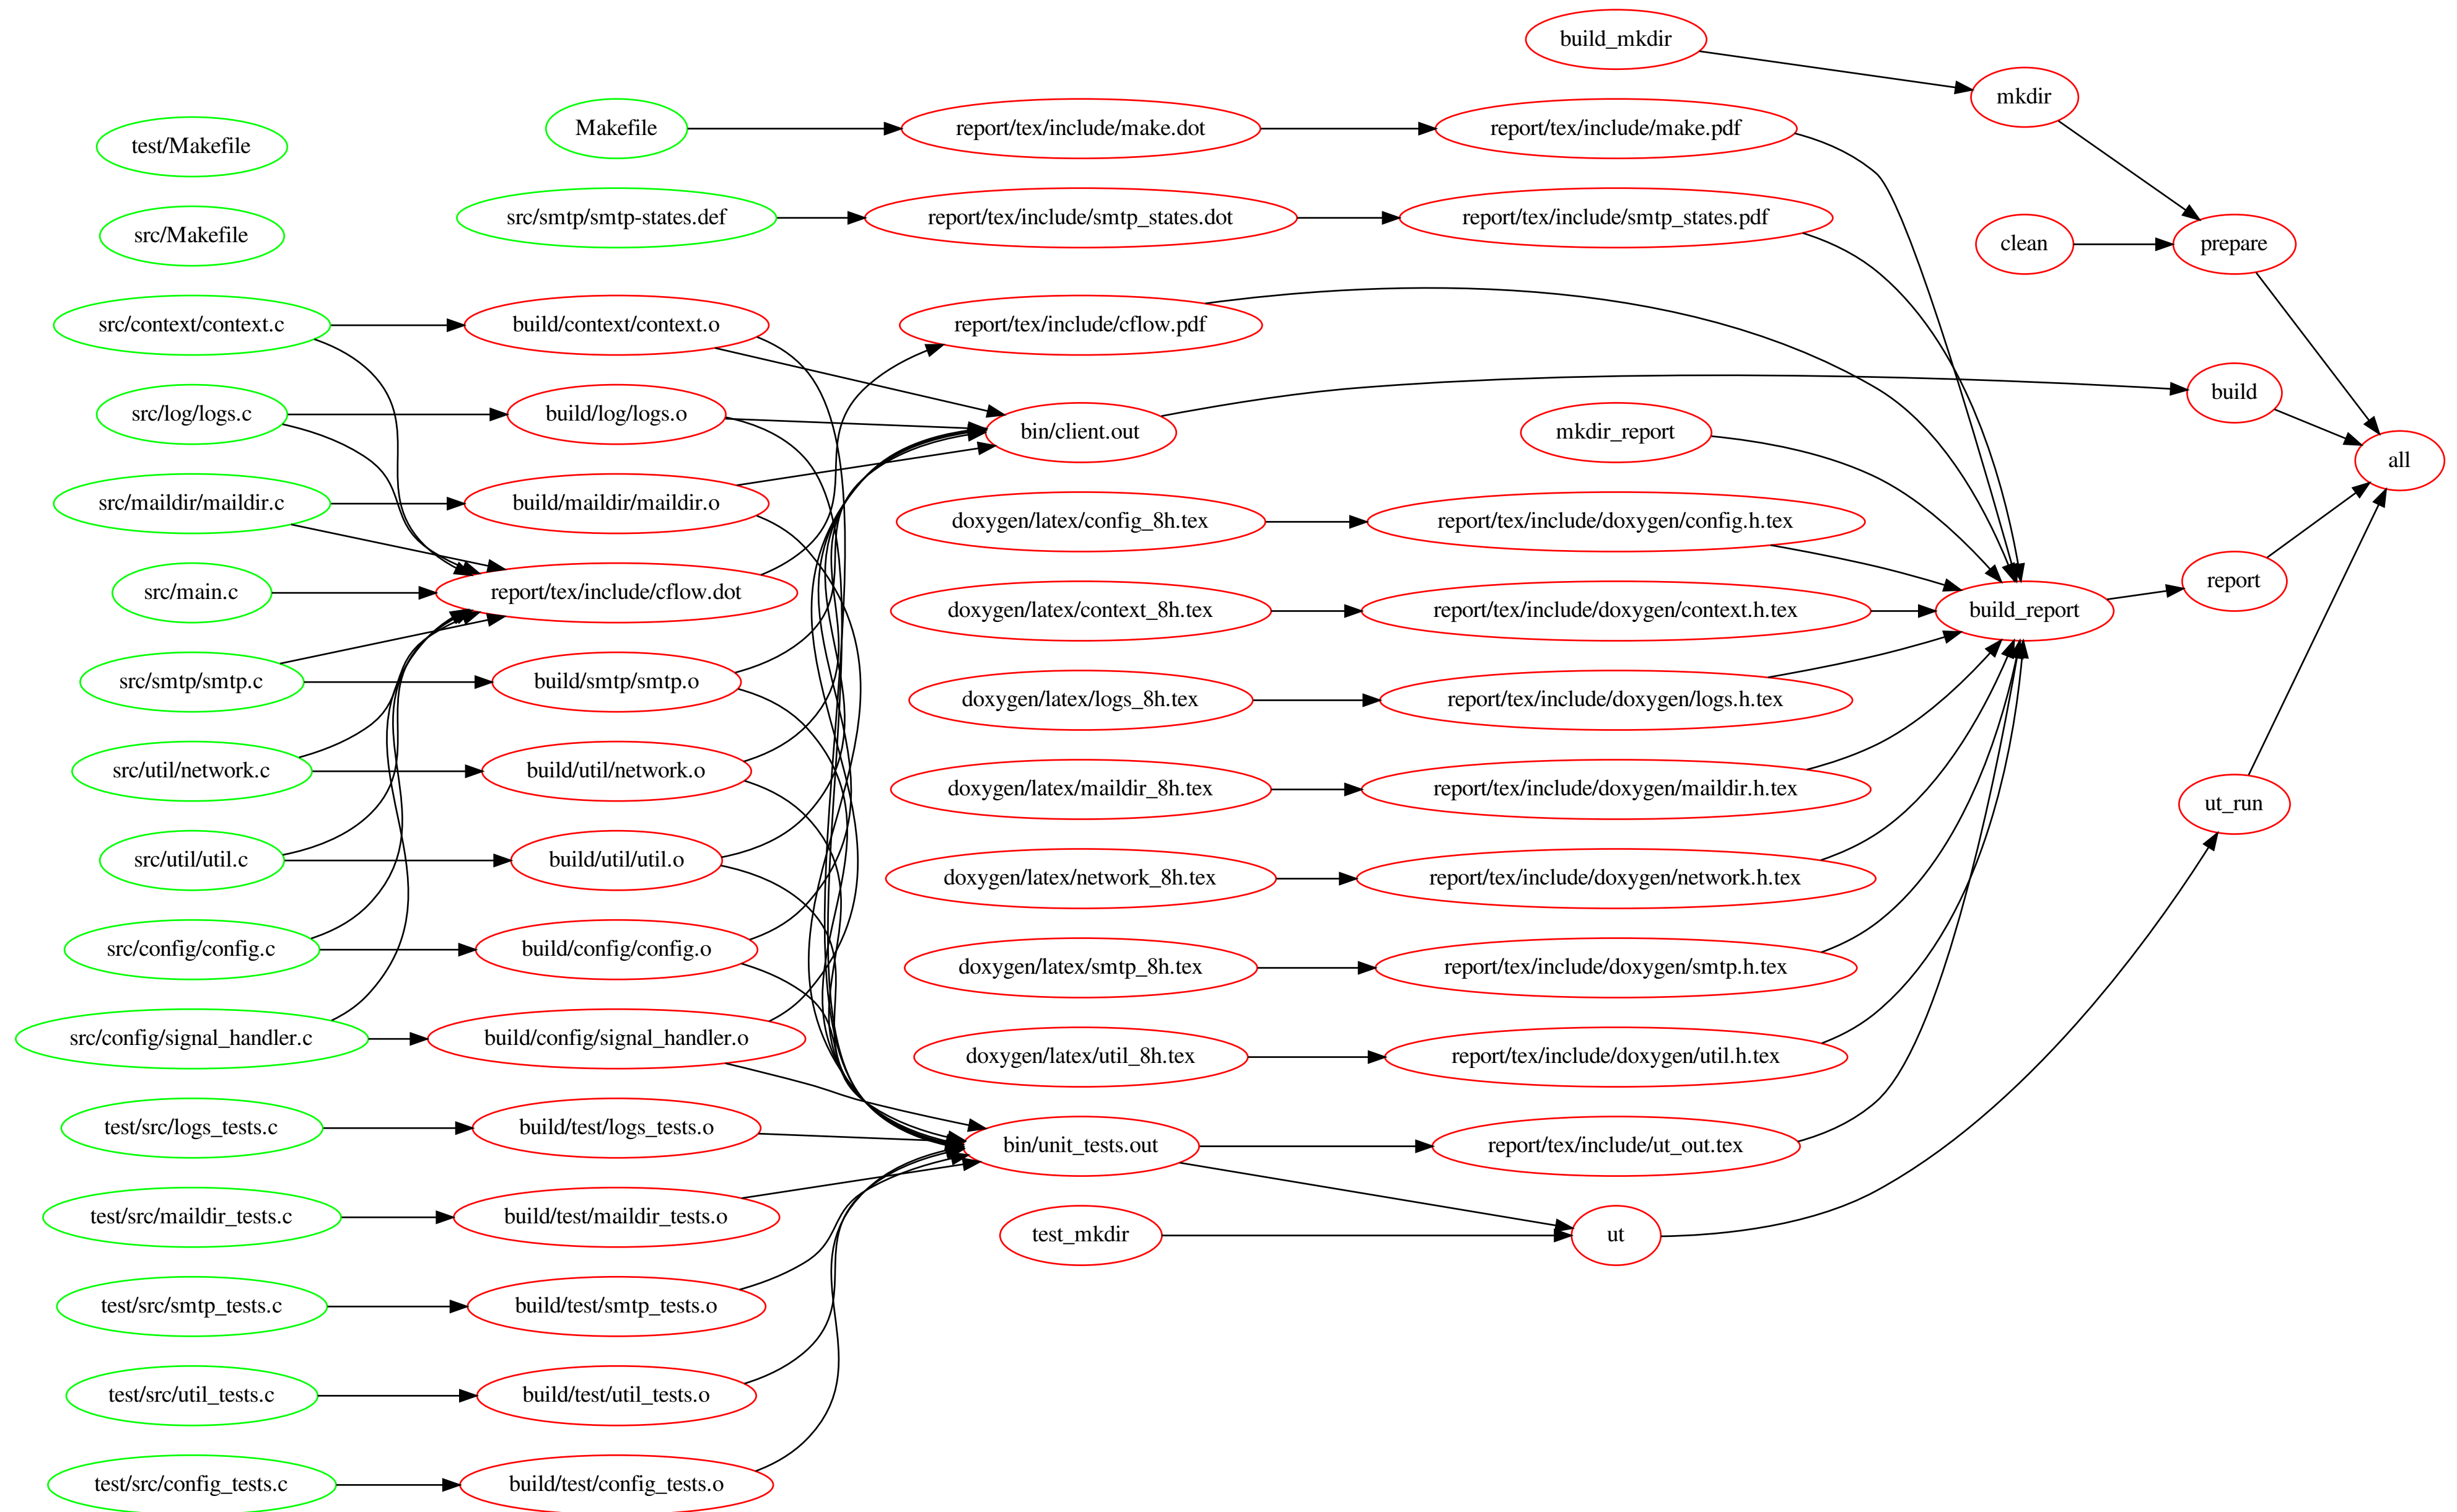 build_mkdir
mkdir
Makefile
report/tex/include/make.dot
report/tex/include/make.pdf
test/Makefile
src/smtp/smtp-states.def
report/tex/include/smtp_states.dot
report/tex/include/smtp_states.pdf
src/Makefile
clean
prepare
src/context/context.c
build/context/context.o
report/tex/include/cflow.pdf
build
src/log/logs.c
build/log/logs.o
bin/client.out
mkdir_report
all
src/maildir/maildir.c
build/maildir/maildir.o
doxygen/latex/config_8h.tex
report/tex/include/doxygen/config.h.tex
src/main.c
report/tex/include/cflow.dot
doxygen/latex/context_8h.tex
report/tex/include/doxygen/context.h.tex
build_report
report
src/smtp/smtp.c
build/smtp/smtp.o
doxygen/latex/logs_8h.tex
report/tex/include/doxygen/logs.h.tex
src/util/network.c
build/util/network.o
doxygen/latex/maildir_8h.tex
report/tex/include/doxygen/maildir.h.tex
ut_run
src/util/util.c
build/util/util.o
doxygen/latex/network_8h.tex
report/tex/include/doxygen/network.h.tex
src/config/config.c
build/config/config.o
doxygen/latex/smtp_8h.tex
report/tex/include/doxygen/smtp.h.tex
src/config/signal_handler.c
build/config/signal_handler.o
doxygen/latex/util_8h.tex
report/tex/include/doxygen/util.h.tex
test/src/logs_tests.c
build/test/logs_tests.o
bin/unit_tests.out
report/tex/include/ut_out.tex
test/src/maildir_tests.c
build/test/maildir_tests.o
test_mkdir
ut
test/src/smtp_tests.c
build/test/smtp_tests.o
test/src/util_tests.c
build/test/util_tests.o
test/src/config_tests.c
build/test/config_tests.o